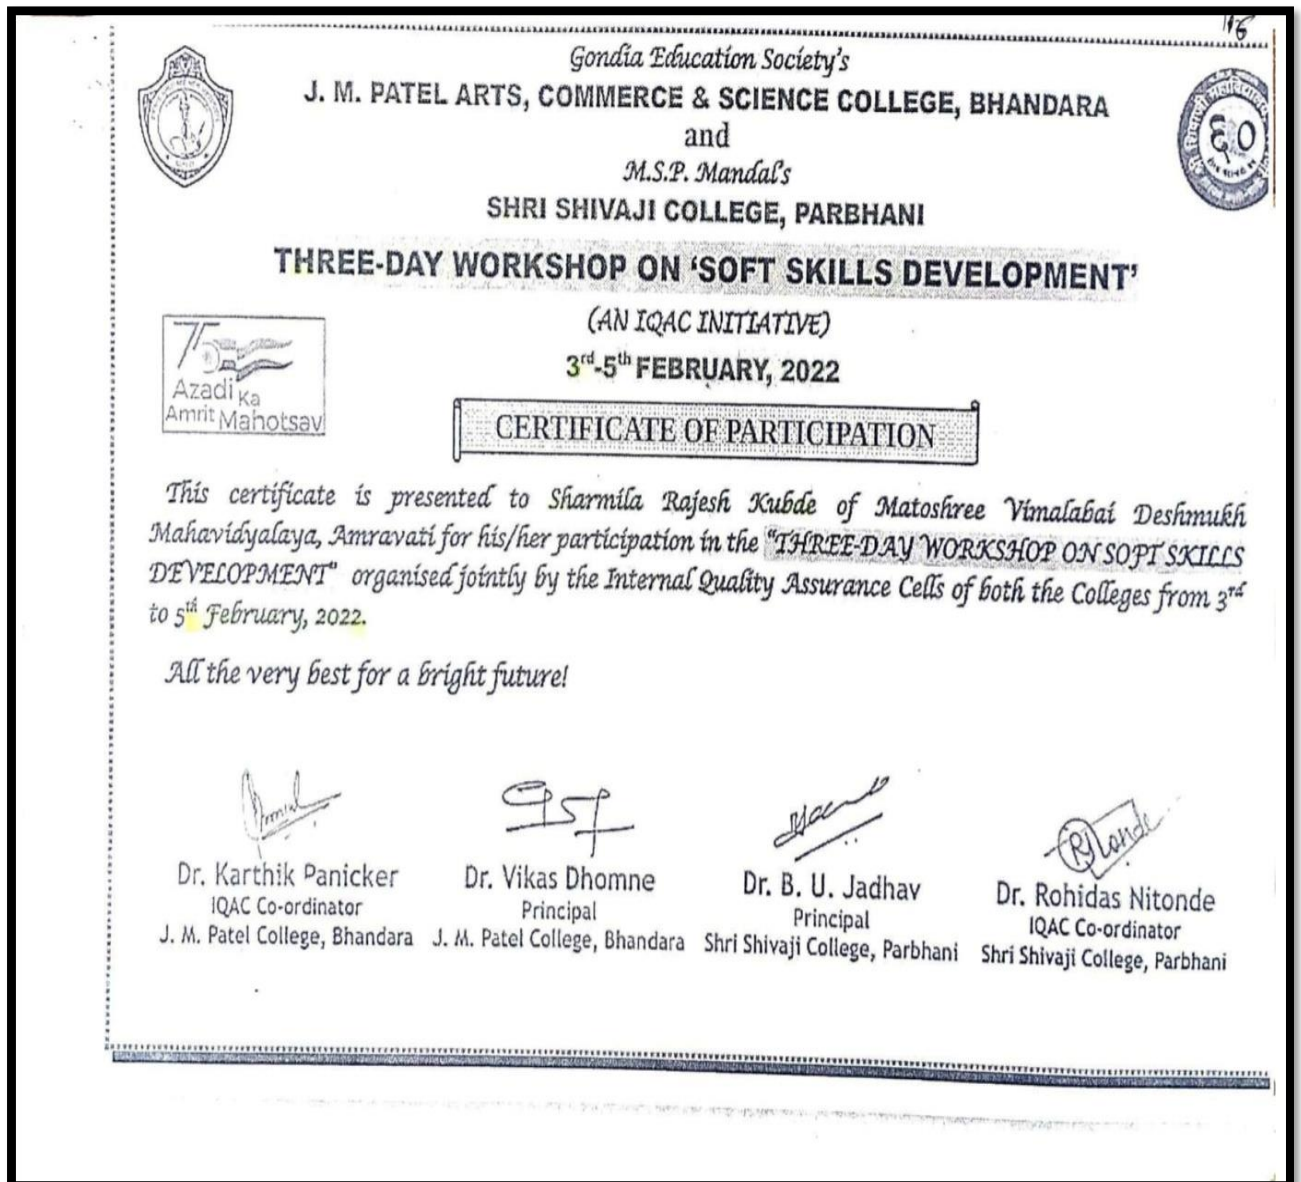 Gondia Education Society's
J. M. PATEL ARTS, COMMERCE & SCIENCE COLLEGE, BHANDARA
and
M.S.P. Mandal's
SHRI SHIVAJI COLLEGE, PARBHANI
THREE-DAY WORKSHOP ON ‘SOFT SKILLS DEVELOPMENT’
(AN IQAC INITIATIVE)
3rd-5th FEBRUARY, 2022
75
Azadi Ka
Amrit Mahotsav
CERTIFICATE OF PARTICIPATION
This certificate is presented to Sharmila Rajesh Kubde of Matoshree Vimalabai Deshmukh
Mahavidyalaya, Amravati for his/her participation in the "THREE-DAY WORKSHOP ON SOPT SKILLS
DEVELOPMENT" organised jointly by the Internal Quality Assurance Cells of both the Colleges from 3rd
to 5th February, 2022.
All the very best for a bright future!
Dr. Karthik Panicker
IQAC Co-ordinator
J. M. Patel College, Bhandara
Dr. Vikas Dhomne
Principal
J. M. Patel College, Bhandara
Dr. B. U. Jadhav
Principal
Shri Shivaji College, Parbhani
Dr. Rohidas Nitonde
IQAC Co-ordinator
Shri Shivaji College, Parbhani